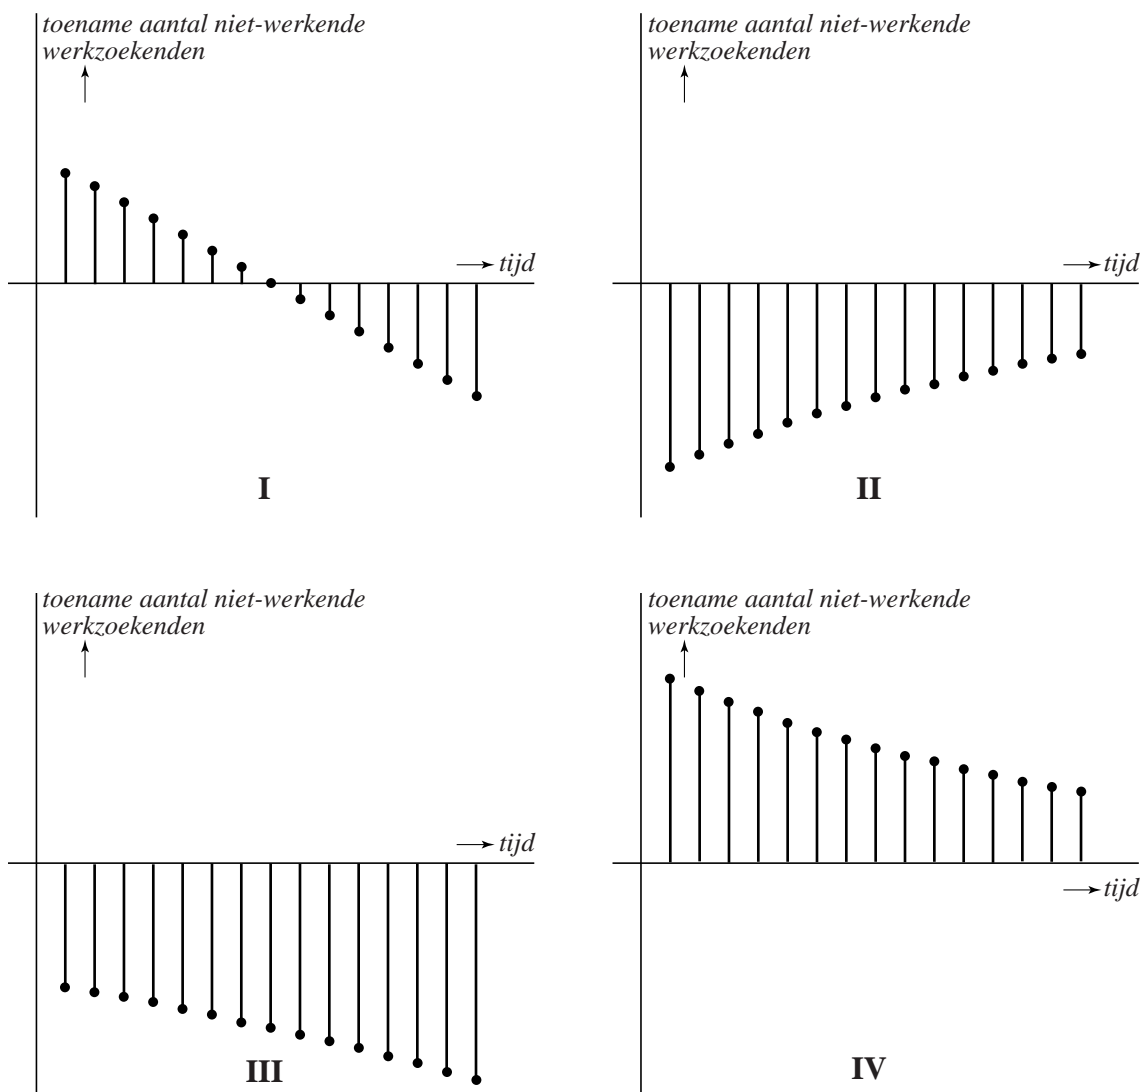 toename aantal niet-werkende
werkzoekenden
tijd
I
toename aantal niet-werkende
werkzoekenden
tijd
II
toename aantal niet-werkende
werkzoekenden
tijd
III
toename aantal niet-werkende
werkzoekenden
tijd
IV